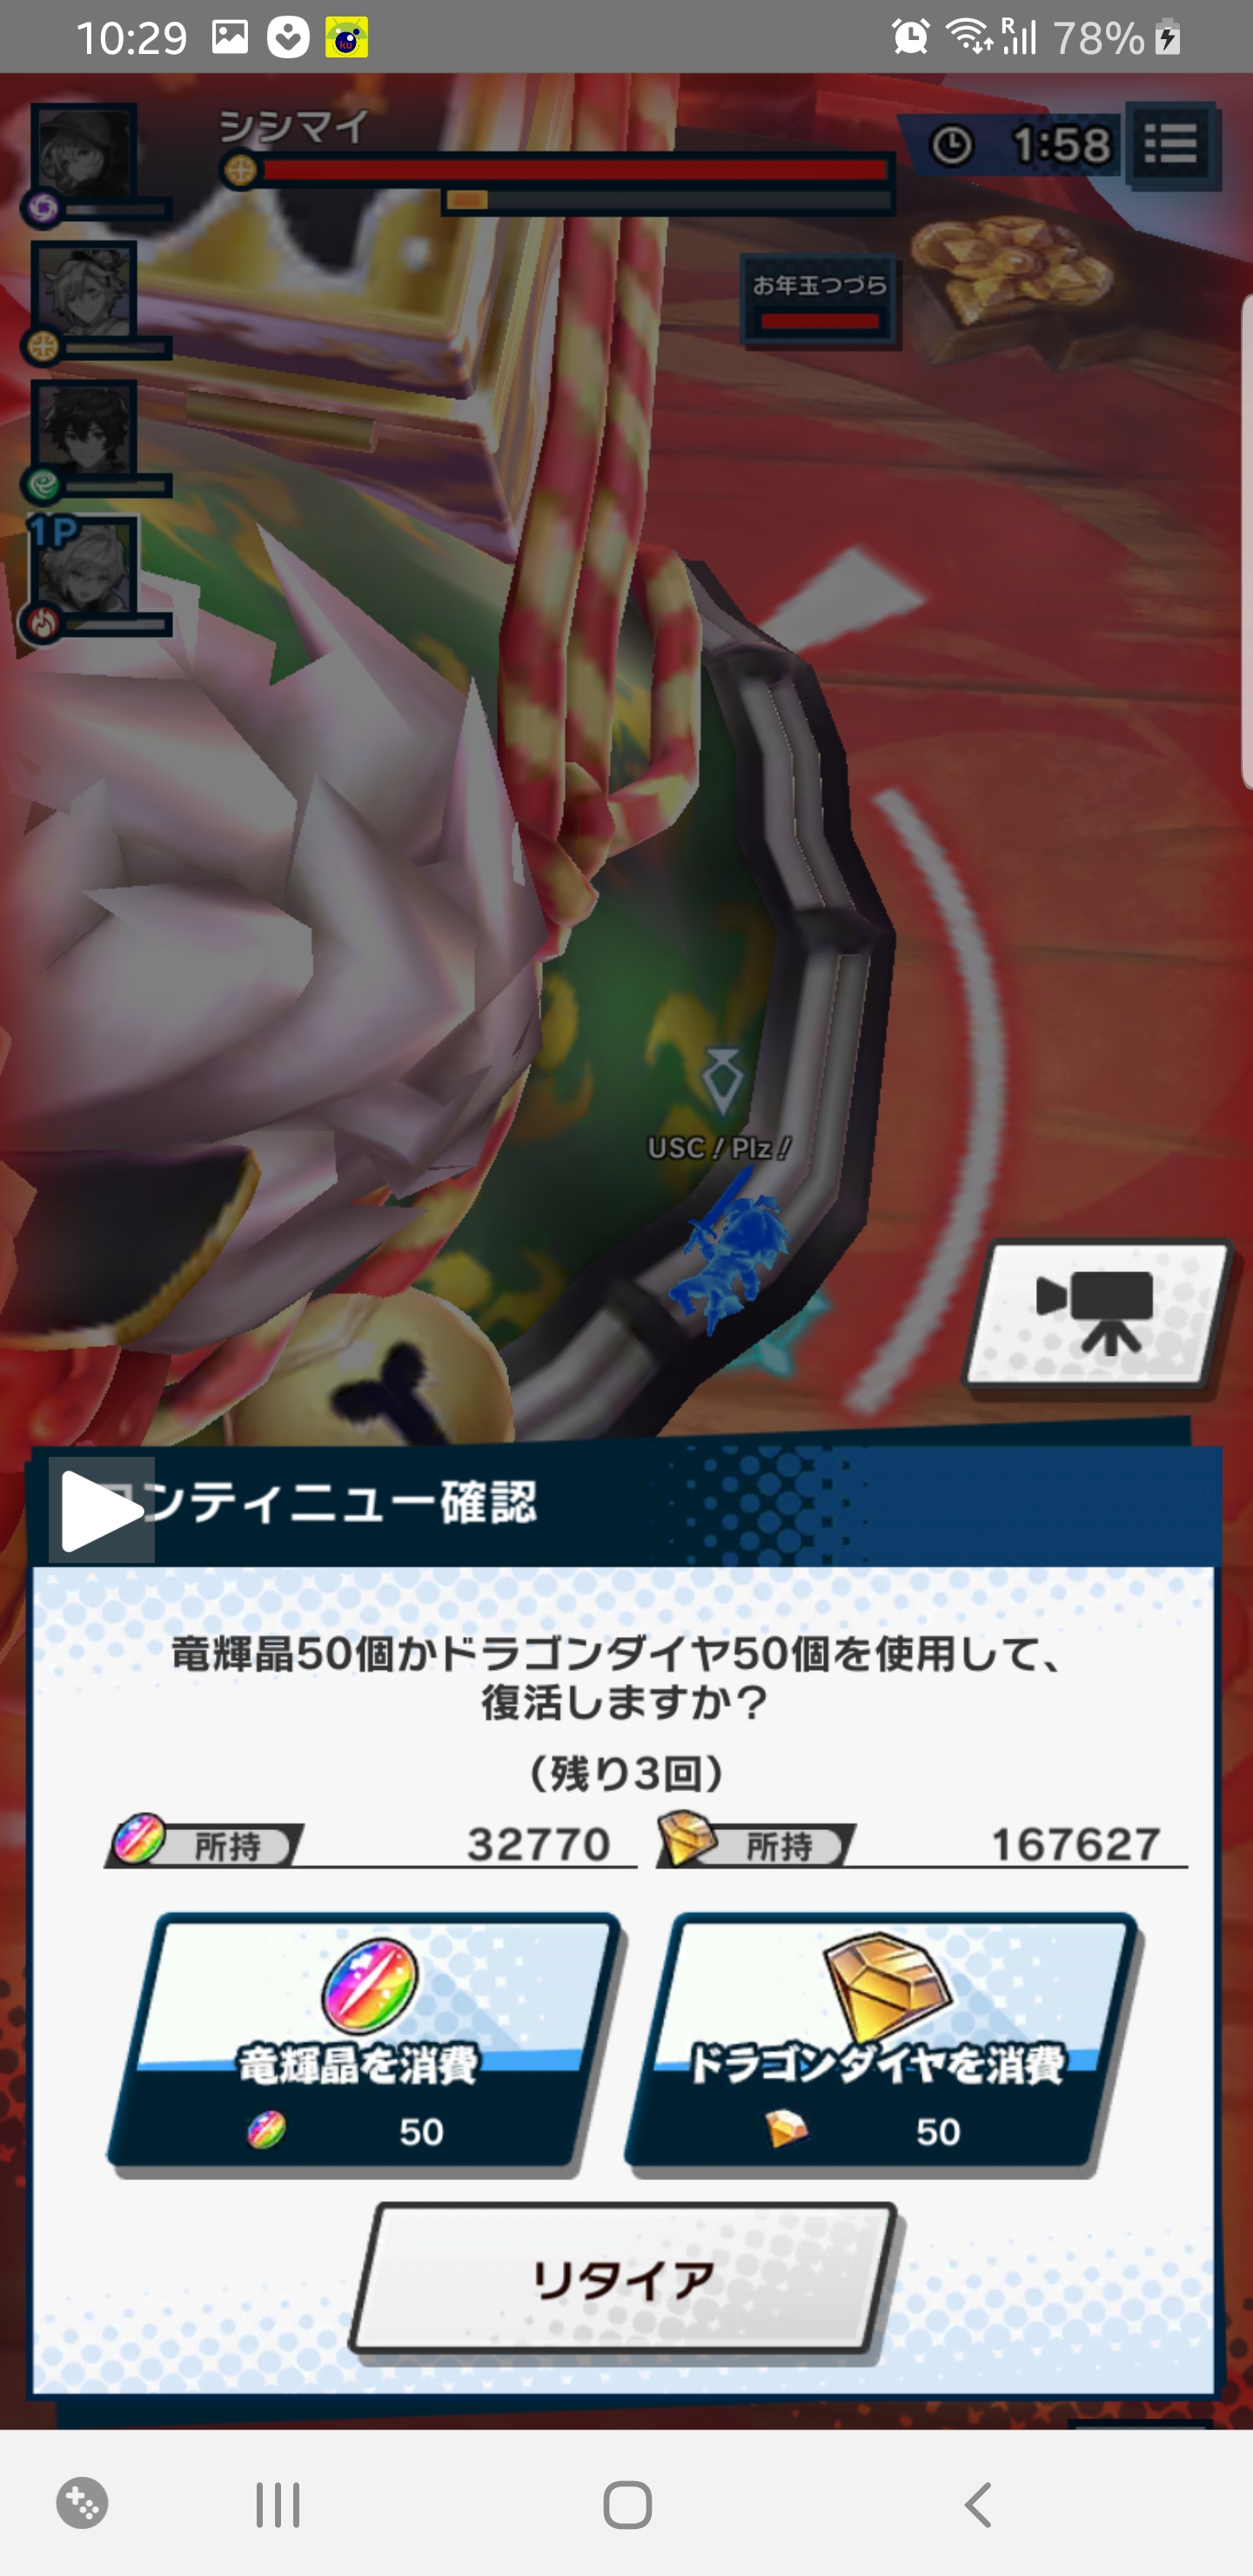 10:29
78%
シシマイ
1:58
お年玉つづら
1P
USC！Plz！
ンティニュー確認
竜輝晶50個かドラゴンダイヤ50個を使用して、
復活しますか？
（残り3回）
所持 32770 所持 167627
竜輝晶を消費 ドラゴンダイヤを消費
50 50
リタイア